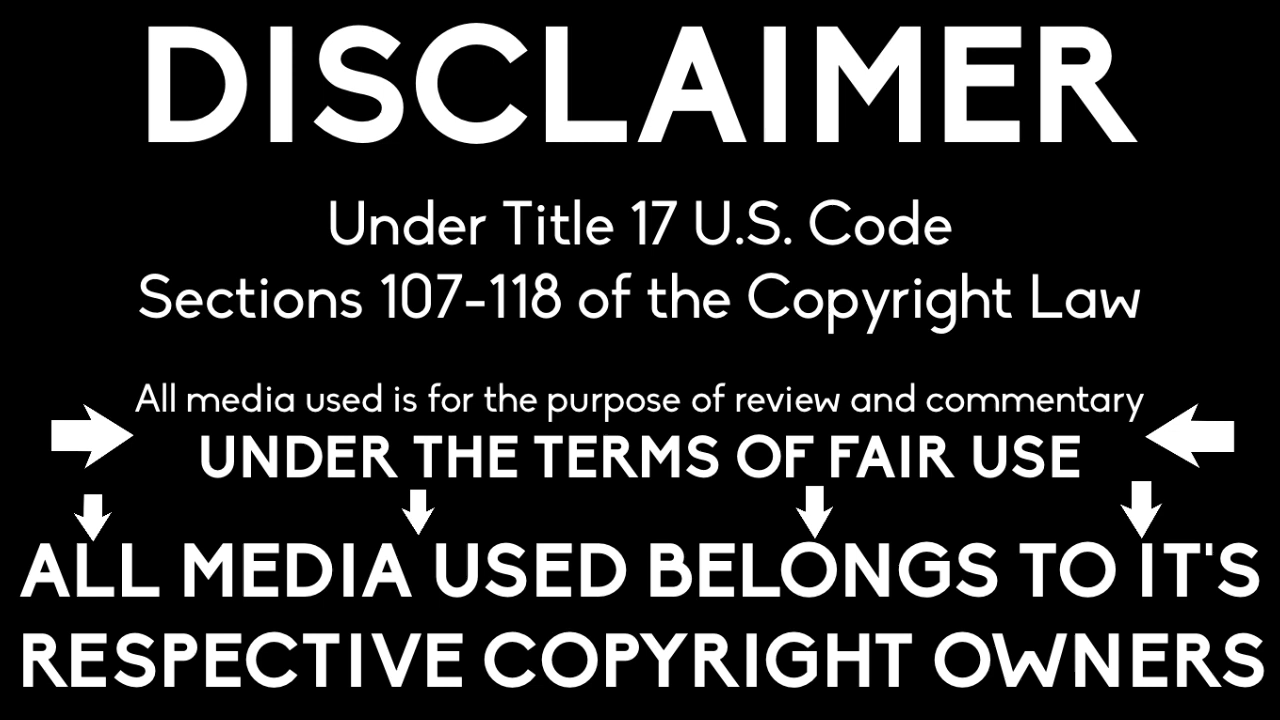 DISCLAIMER
Under Title 17 U.S. Code
Sections 107-118 of the Copyright Law
All media used is for the purpose of review and commentary
UNDER THE TERMS OF FAIR USE
ALL MEDIA USED BELONGS TO IT'S
RESPECTIVE COPYRIGHT OWNERS